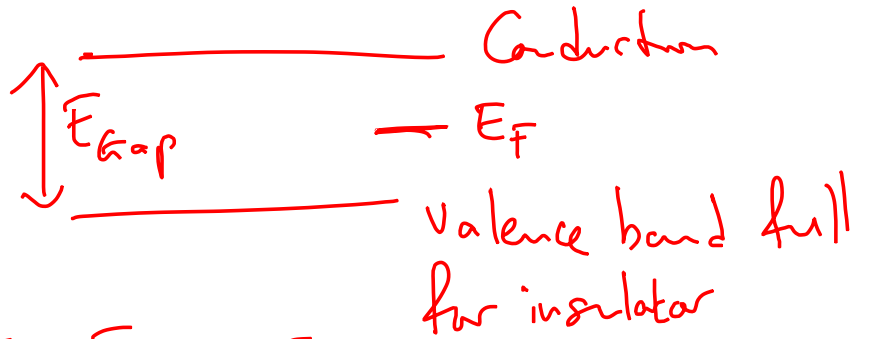 Conduction
E_Gap
E_F
valence band full
for insulator